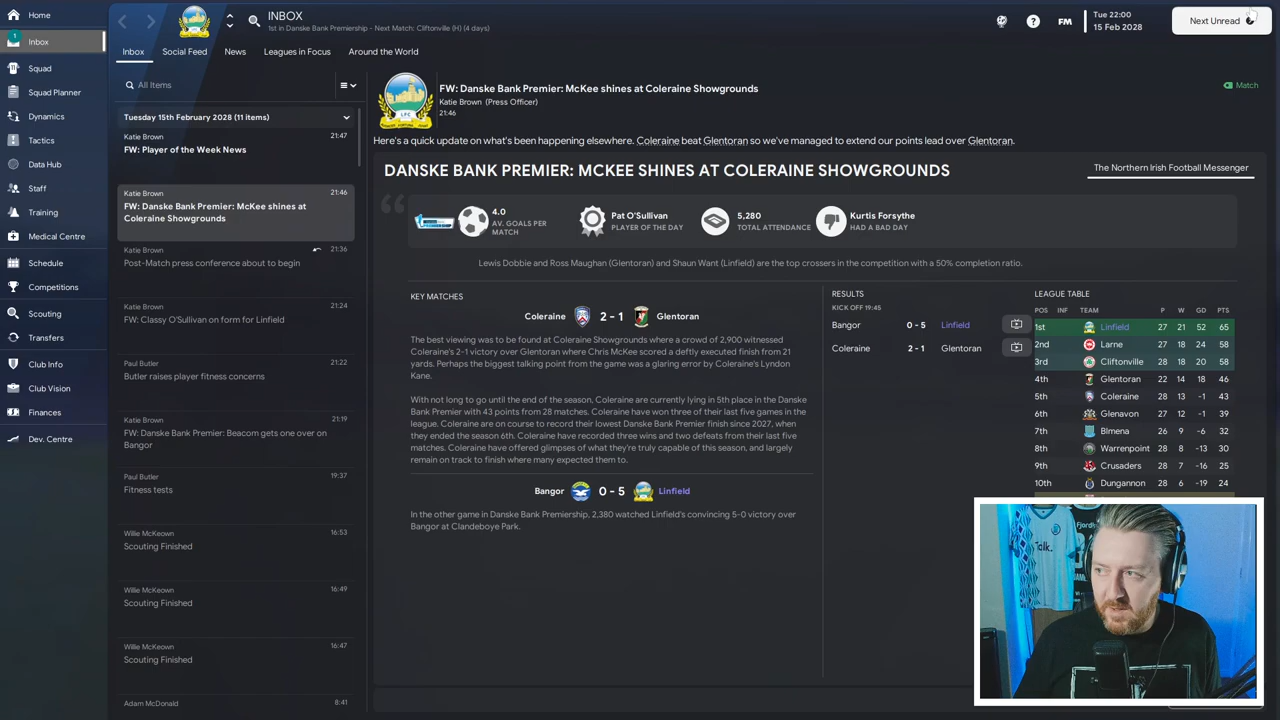 Home
1
Inbox
Squad
Squad Planner
Dynamics
Tactics
Data Hub
Staff
Training
Medical Centre
Schedule
Competitions
Scouting
Transfers
Club Info
Club Vision
Finances
Dev. Centre
INBOX
1st in Danske Bank Premiership - Next Match: Cliftonville (H) (4 days)
FM
Tue 22:00
15 Feb 2028
Next Unread
Inbox Social Feed News Leagues in Focus Around the World
All Items
Tuesday 15th February 2028 (11 items)
Katie Brown 21:47
FW: Player of the Week News
Katie Brown 21:46
FW: Danske Bank Premier: McKee shines at
Coleraine Showgrounds
Katie Brown 21:36
Post-Match press conference about to begin
Katie Brown 21:24
FW: Classy O'Sullivan on form for Linfield
Paul Butler 21:22
Butler raises player fitness concerns
Katie Brown 21:19
FW: Danske Bank Premier: Beacom gets one over on
Bangor
Paul Butler 19:37
Fitness tests
Willie McKeown 16:53
Scouting Finished
Willie McKeown 16:49
Scouting Finished
Willie McKeown 16:47
Scouting Finished
Adam McDonald 8:41
FW: Danske Bank Premier: McKee shines at Coleraine Showgrounds
Katie Brown (Press Officer)
21:46
Match
Here's a quick update on what's been happening elsewhere. Coleraine beat Glentoran so we've managed to extend our points lead over Glentoran.
DANSKE BANK PREMIER: MCKEE SHINES AT COLERAINE SHOWGROUNDS
The Northern Irish Football Messenger
4.0
AV. GOALS PER
MATCH
Pat O'Sullivan
PLAYER OF THE DAY
5,280
TOTAL ATTENDANCE
Kurtis Forsythe
HAD A BAD DAY
Lewis Dobbie and Ross Maughan (Glentoran) and Shaun Want (Linfield) are the top crossers in the competition with a 50% completion ratio.
KEY MATCHES
Coleraine 2 - 1 Glentoran
The best viewing was to be found at Coleraine Showgrounds where a crowd of 2,900 witnessed
Coleraine's 2-1 victory over Glentoran where Chris McKee scored a deftly executed finish from 21
yards. Perhaps the biggest talking point from the game was a glaring error by Coleraine's Lyndon
Kane.
With not long to go until the end of the season, Coleraine are currently lying in 5th place in the Danske
Bank Premier with 43 points from 28 matches. Coleraine have won three of their last five games in the
league. Coleraine are on course to record their lowest Danske Bank Premier finish since 2027, when
they ended the season 6th. Coleraine have recorded three wins and two defeats from their last five
matches. Coleraine have offered glimpses of what they're truly capable of this season, and largely
remain on track to finish where many expected them to.
Bangor 0 - 5 Linfield
In the other game in Danske Bank Premiership, 2,380 watched Linfield's convincing 5-0 victory over
Bangor at Clandeboye Park.
RESULTS
KICK OFF 19:45
Bangor 0 - 5 Linfield
Coleraine 2 - 1 Glentoran
LEAGUE TABLE
POS INF TEAM P W GD PTS
1st Linfield 27 21 52 65
2nd Larne 27 18 24 58
3rd Cliftonville 28 18 20 58
4th Glentoran 22 14 18 46
5th Coleraine 28 13 -1 43
6th Glenavon 27 12 -1 39
7th Blmena 26 9 -6 32
8th Warrenpoint 28 8 -13 30
9th Crusaders 28 7 -16 25
10th Dungannon 28 6 -19 24
Talk.